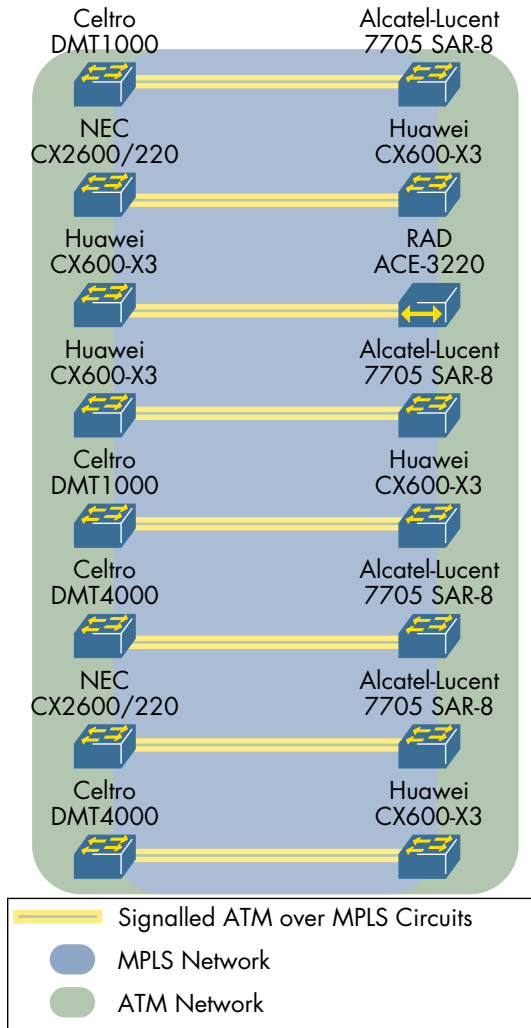 Celtro
DMT1000
Alcatel-Lucent
7705 SAR-8
NEC
CX2600/220
Huawei
CX600-X3
Huawei
CX600-X3
RAD
ACE-3220
Huawei
CX600-X3
Alcatel-Lucent
7705 SAR-8
Celtro
DMT1000
Huawei
CX600-X3
Celtro
DMT4000
Alcatel-Lucent
7705 SAR-8
NEC
CX2600/220
Alcatel-Lucent
7705 SAR-8
Celtro
DMT4000
Huawei
CX600-X3
Signalled ATM over MPLS Circuits
MPLS Network
ATM Network